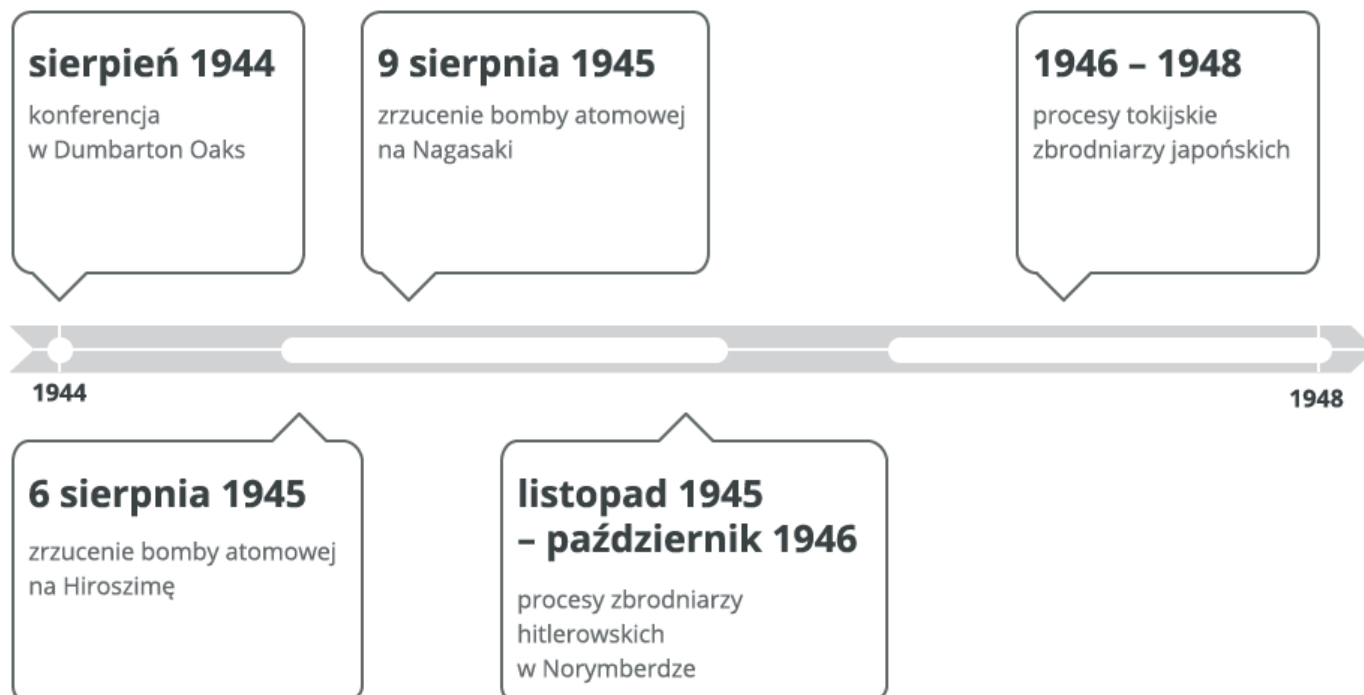 sierpień 1944
konferencja
w Dumbarton Oaks
9 sierpnia 1945
zrzucenie bomby atomowej
na Nagasaki
1946 – 1948
procesy tokijskie
zbrodniarzy japońskich
1944
1948
6 sierpnia 1945
zrzucenie bomby atomowej
na Hiroszimę
listopad 1945
– październik 1946
procesy zbrodniarzy
hitlerowskich
w Norymberdze